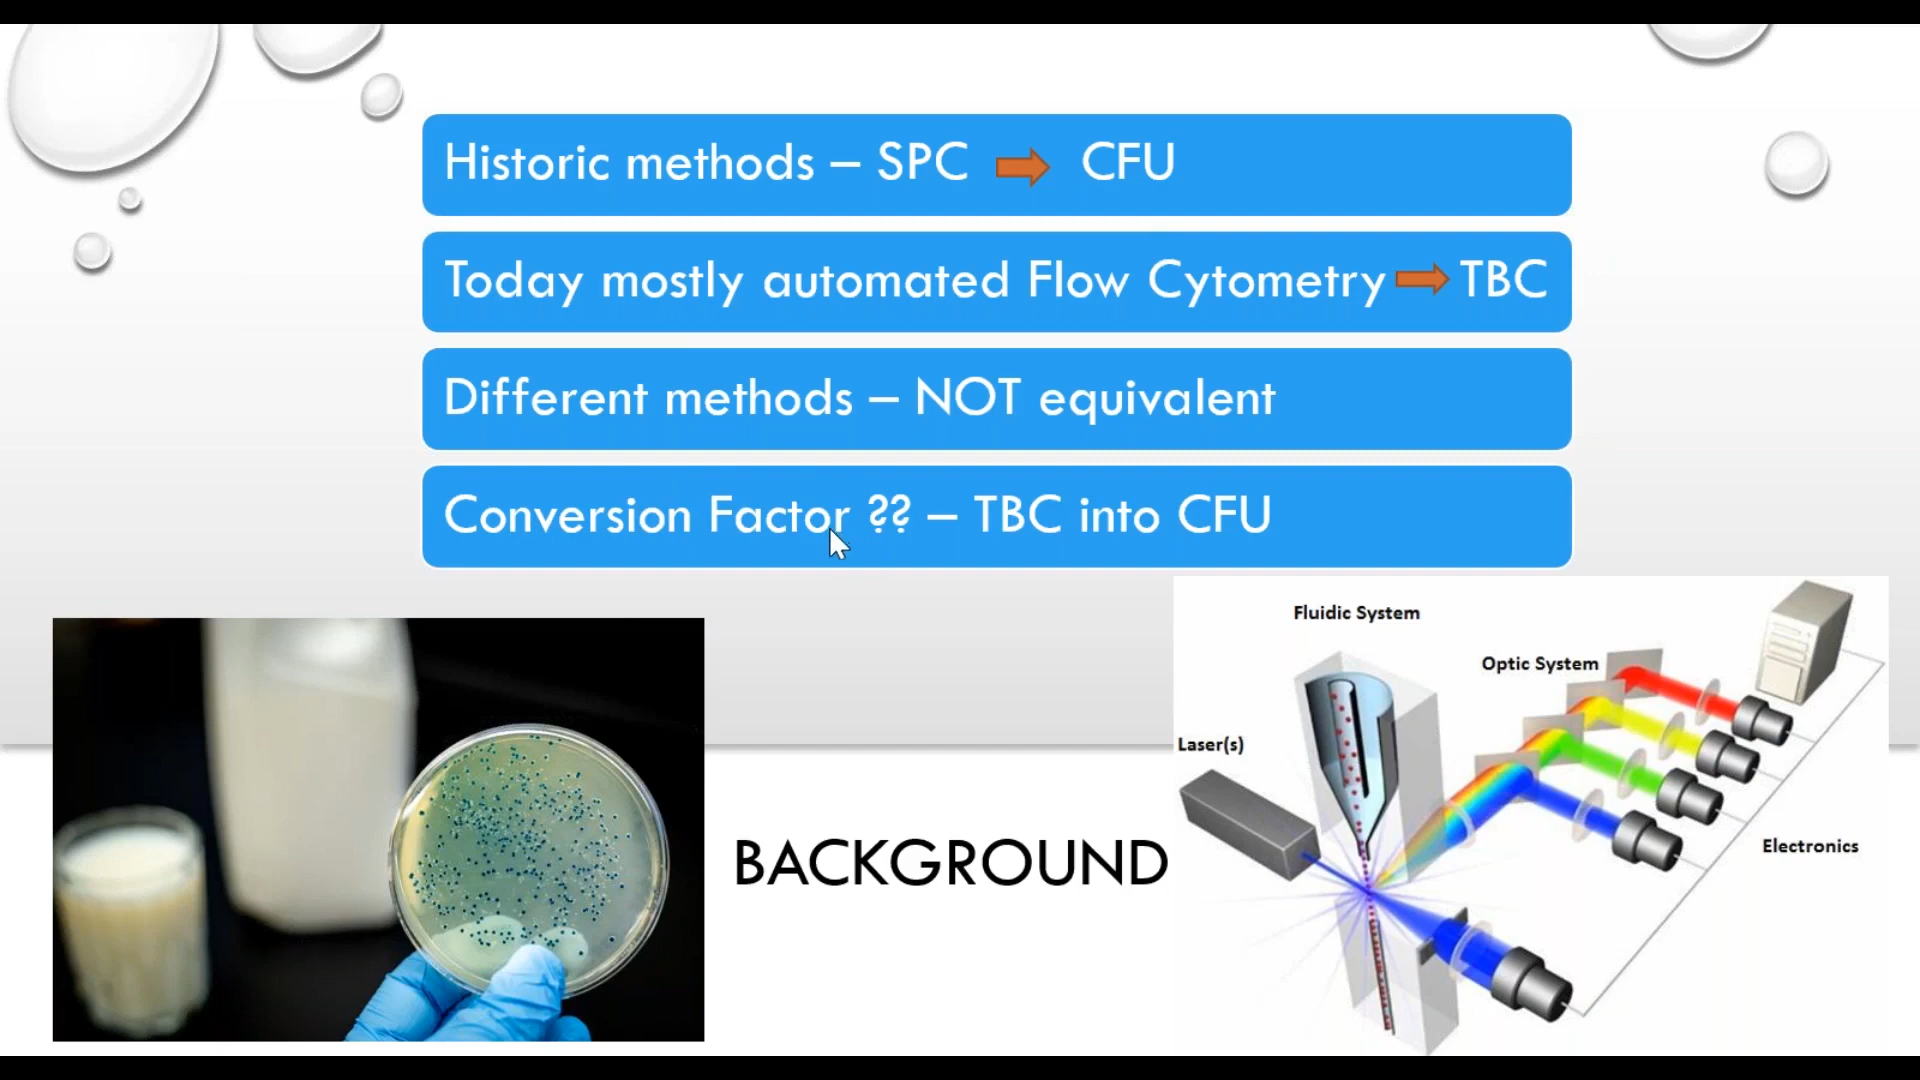 Historic methods – SPC CFU
Today mostly automated Flow Cytometry TBC
Different methods – NOT equivalent
Conversion Factor ?? – TBC into CFU
Fluidic System
Optic System
Laser(s)
Electronics
BACKGROUND